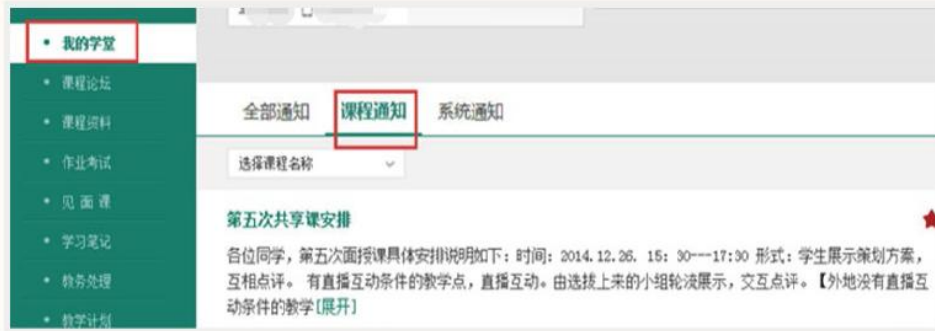 我的学堂
课程论坛
课程资料
作业考试
见面课
学习笔记
教务处理
教学计划
全部通知 课程通知 系统通知
选择课程名称
第五次共享课安排
各位同学，第五次面授课具体安排说明如下：时间：2014.12.26. 15：30---17:30 形式：学生展示策划方案，
互相点评。 有直播互动条件的教学点，直播互动。由选拔上来的小组轮流展示，交互点评。【外地没有直播互
动条件的教学[展开]